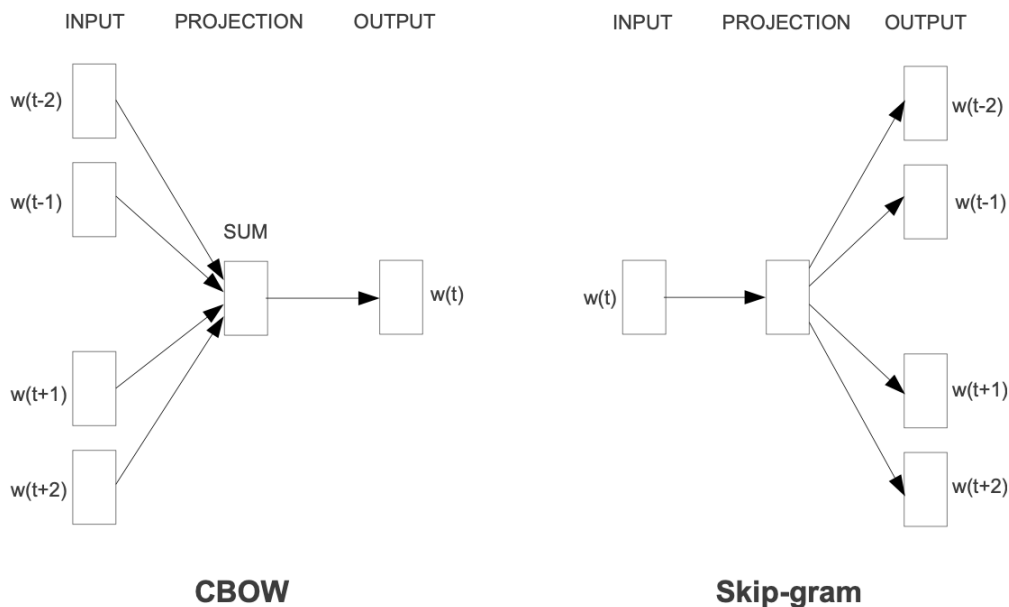 INPUT PROJECTION OUTPUT
w(t-2)
w(t-1)
SUM
w(t)
w(t+1)
w(t+2)
CBOW
INPUT PROJECTION OUTPUT
w(t-2)
w(t-1)
w(t)
w(t+1)
w(t+2)
Skip-gram